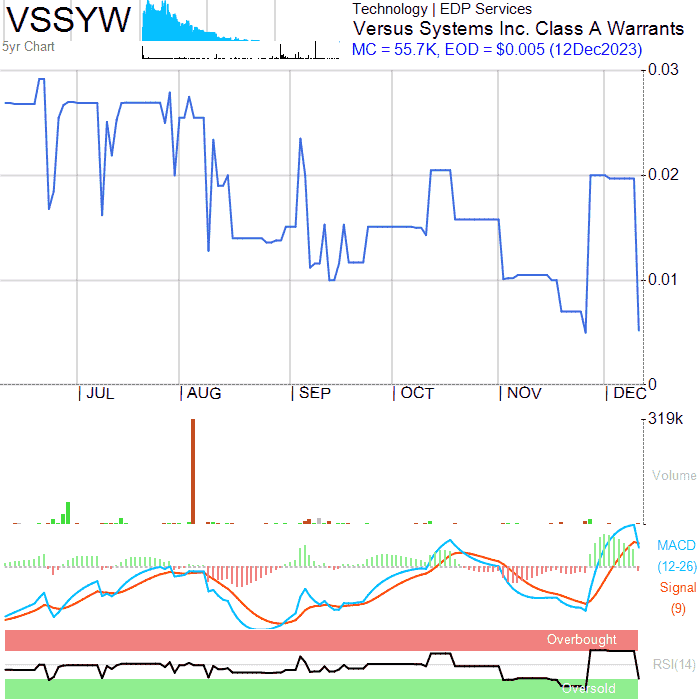 VSSYW
5yr Chart
Technology | EDP Services
Versus Systems Inc. Class A Warrants
MC = 55.7K, EOD = $0.005 (12Dec2023)
0.03
0.02
0.01
0
| JUL | AUG | SEP | OCT | NOV | DEC
319k
Volume
MACD
(12-26)
Signal
(9)
Overbought
RSI(14)
Oversold